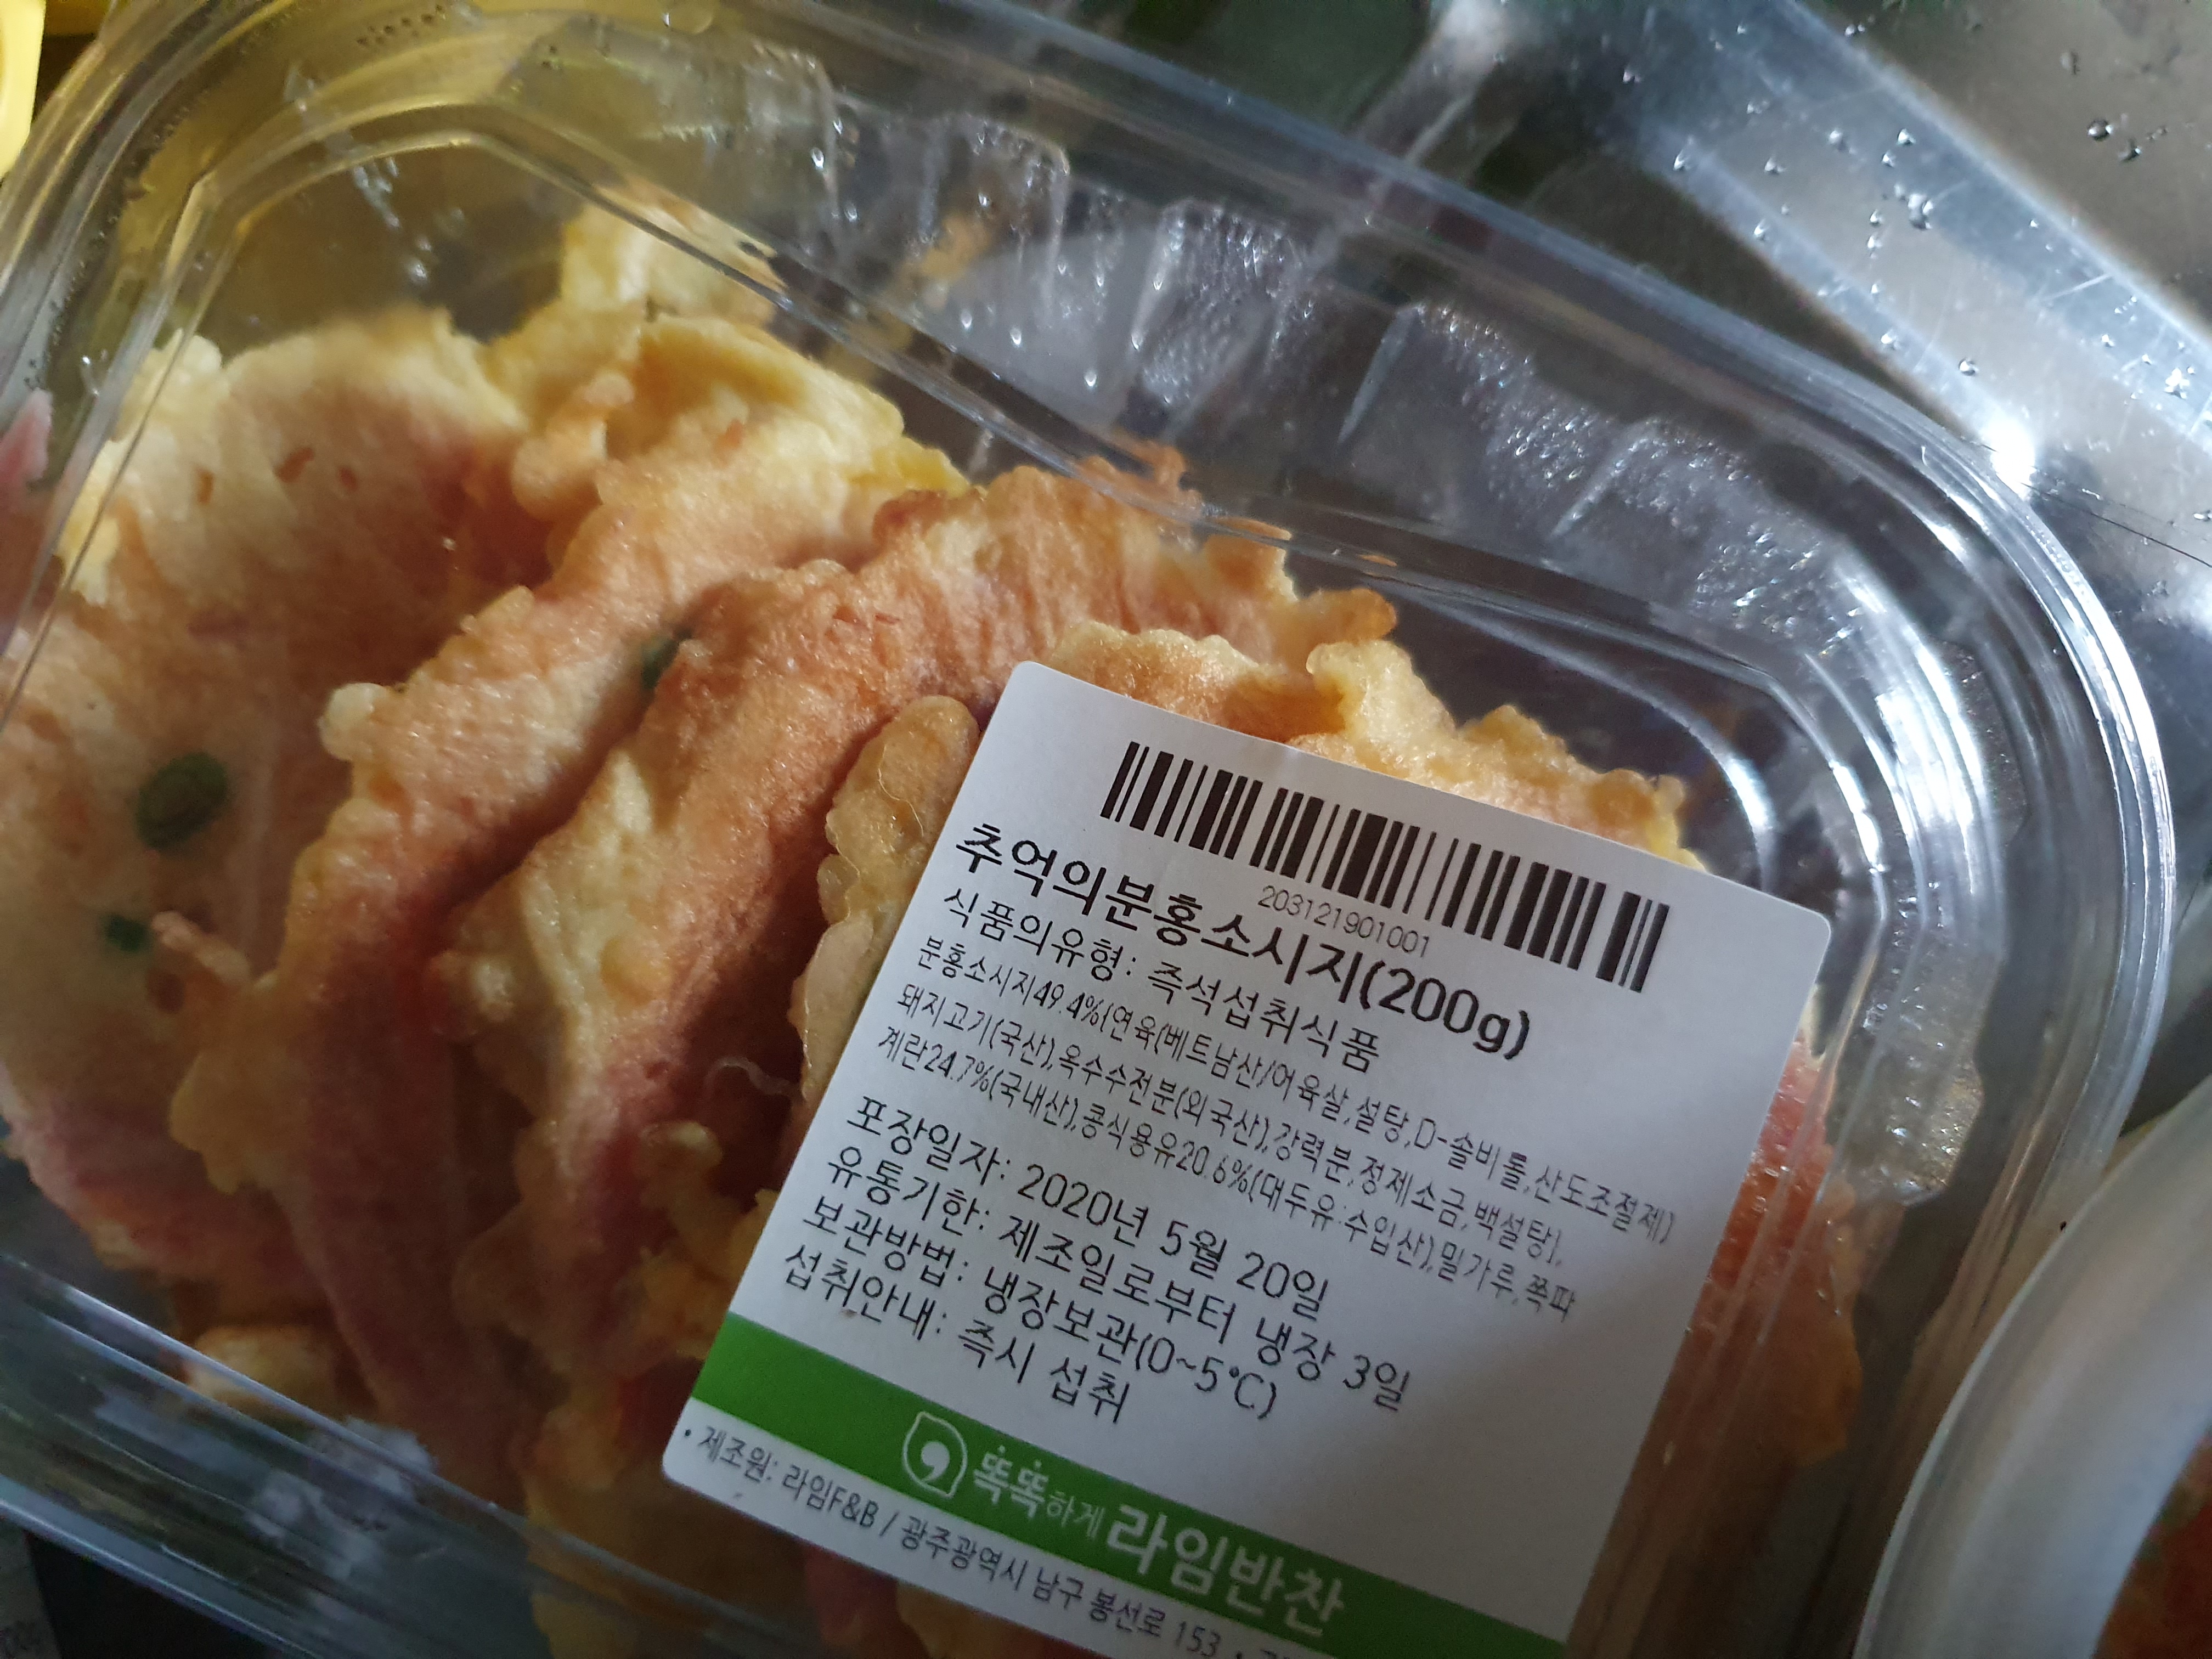 203121901001
추억의분홍소시지(200g)
식품의유형: 즉석섭취식품
분홍소시지49.4%(연육(베트남산/어육살,설탕,D-솔비톨,산도조절제)
돼지고기(국산),옥수수전분(외국산),강력분,정제소금,백설탕),
계란24.7%(국내산),콩식용유20.6%(대두유:수입산),밀가루,쪽파
포장일자: 2020년 5월 20일
유통기한: 제조일로부터 냉장 3일
보관방법: 냉장보관(0~5℃)
섭취안내: 즉시 섭취
똑똑하게 라임반찬
• 제조원: 라임F&B / 광주광역시 남구 봉선로 153 •